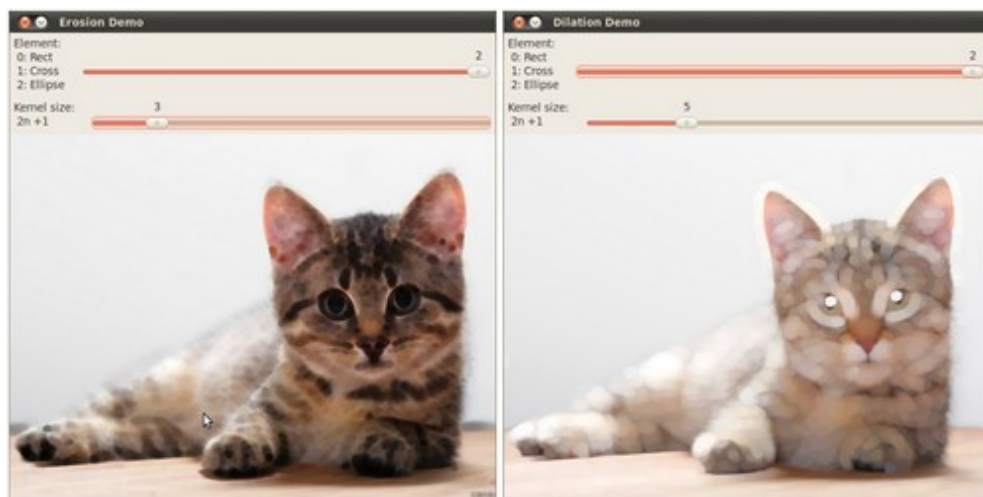 Erosion Demo
Element:
0: Rect
1: Cross
2: Ellipse
2
Kernel size:
2n +1
3
Dilation Demo
Element:
0: Rect
1: Cross
2: Ellipse
2
Kernel size:
2n +1
5